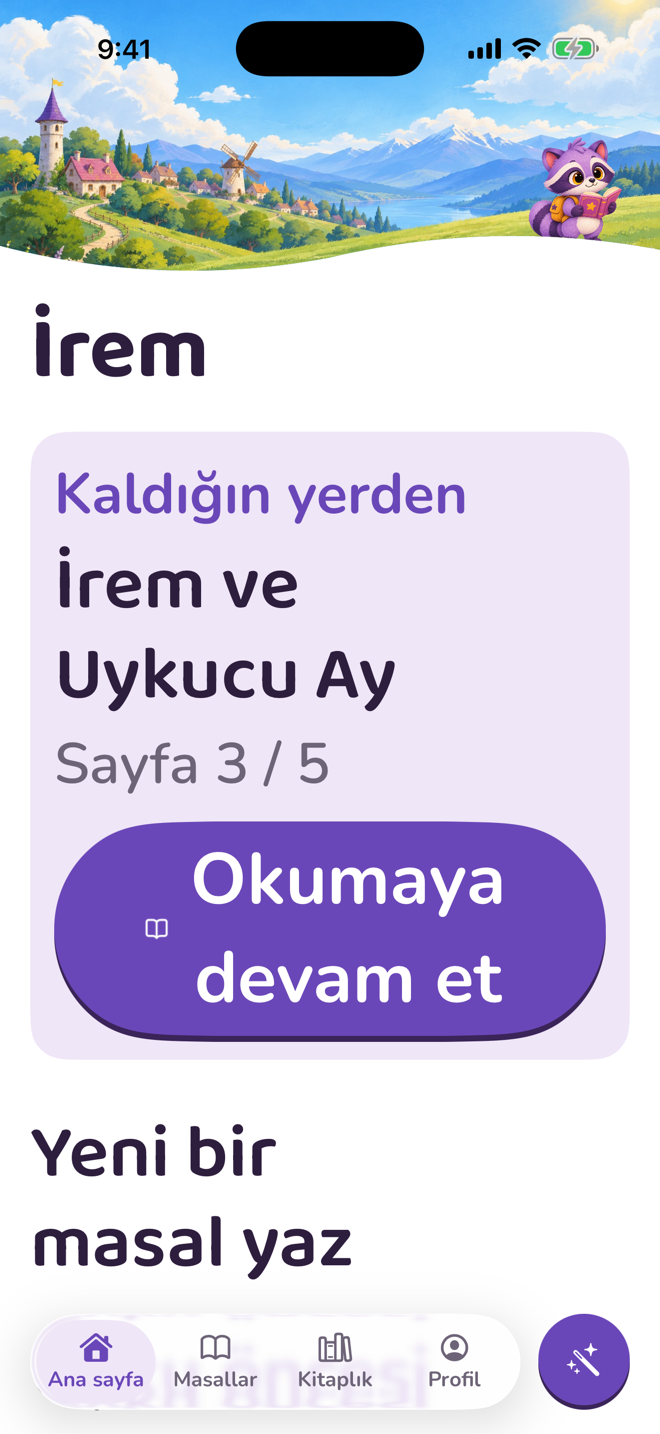 9:41
İrem
Kaldığın yerden
İrem ve
Uykucu Ay
Sayfa 3 / 5
Okumaya
devam et
Yeni bir
masal yaz
Ana sayfa
Masallar
Kitaplık
Profil